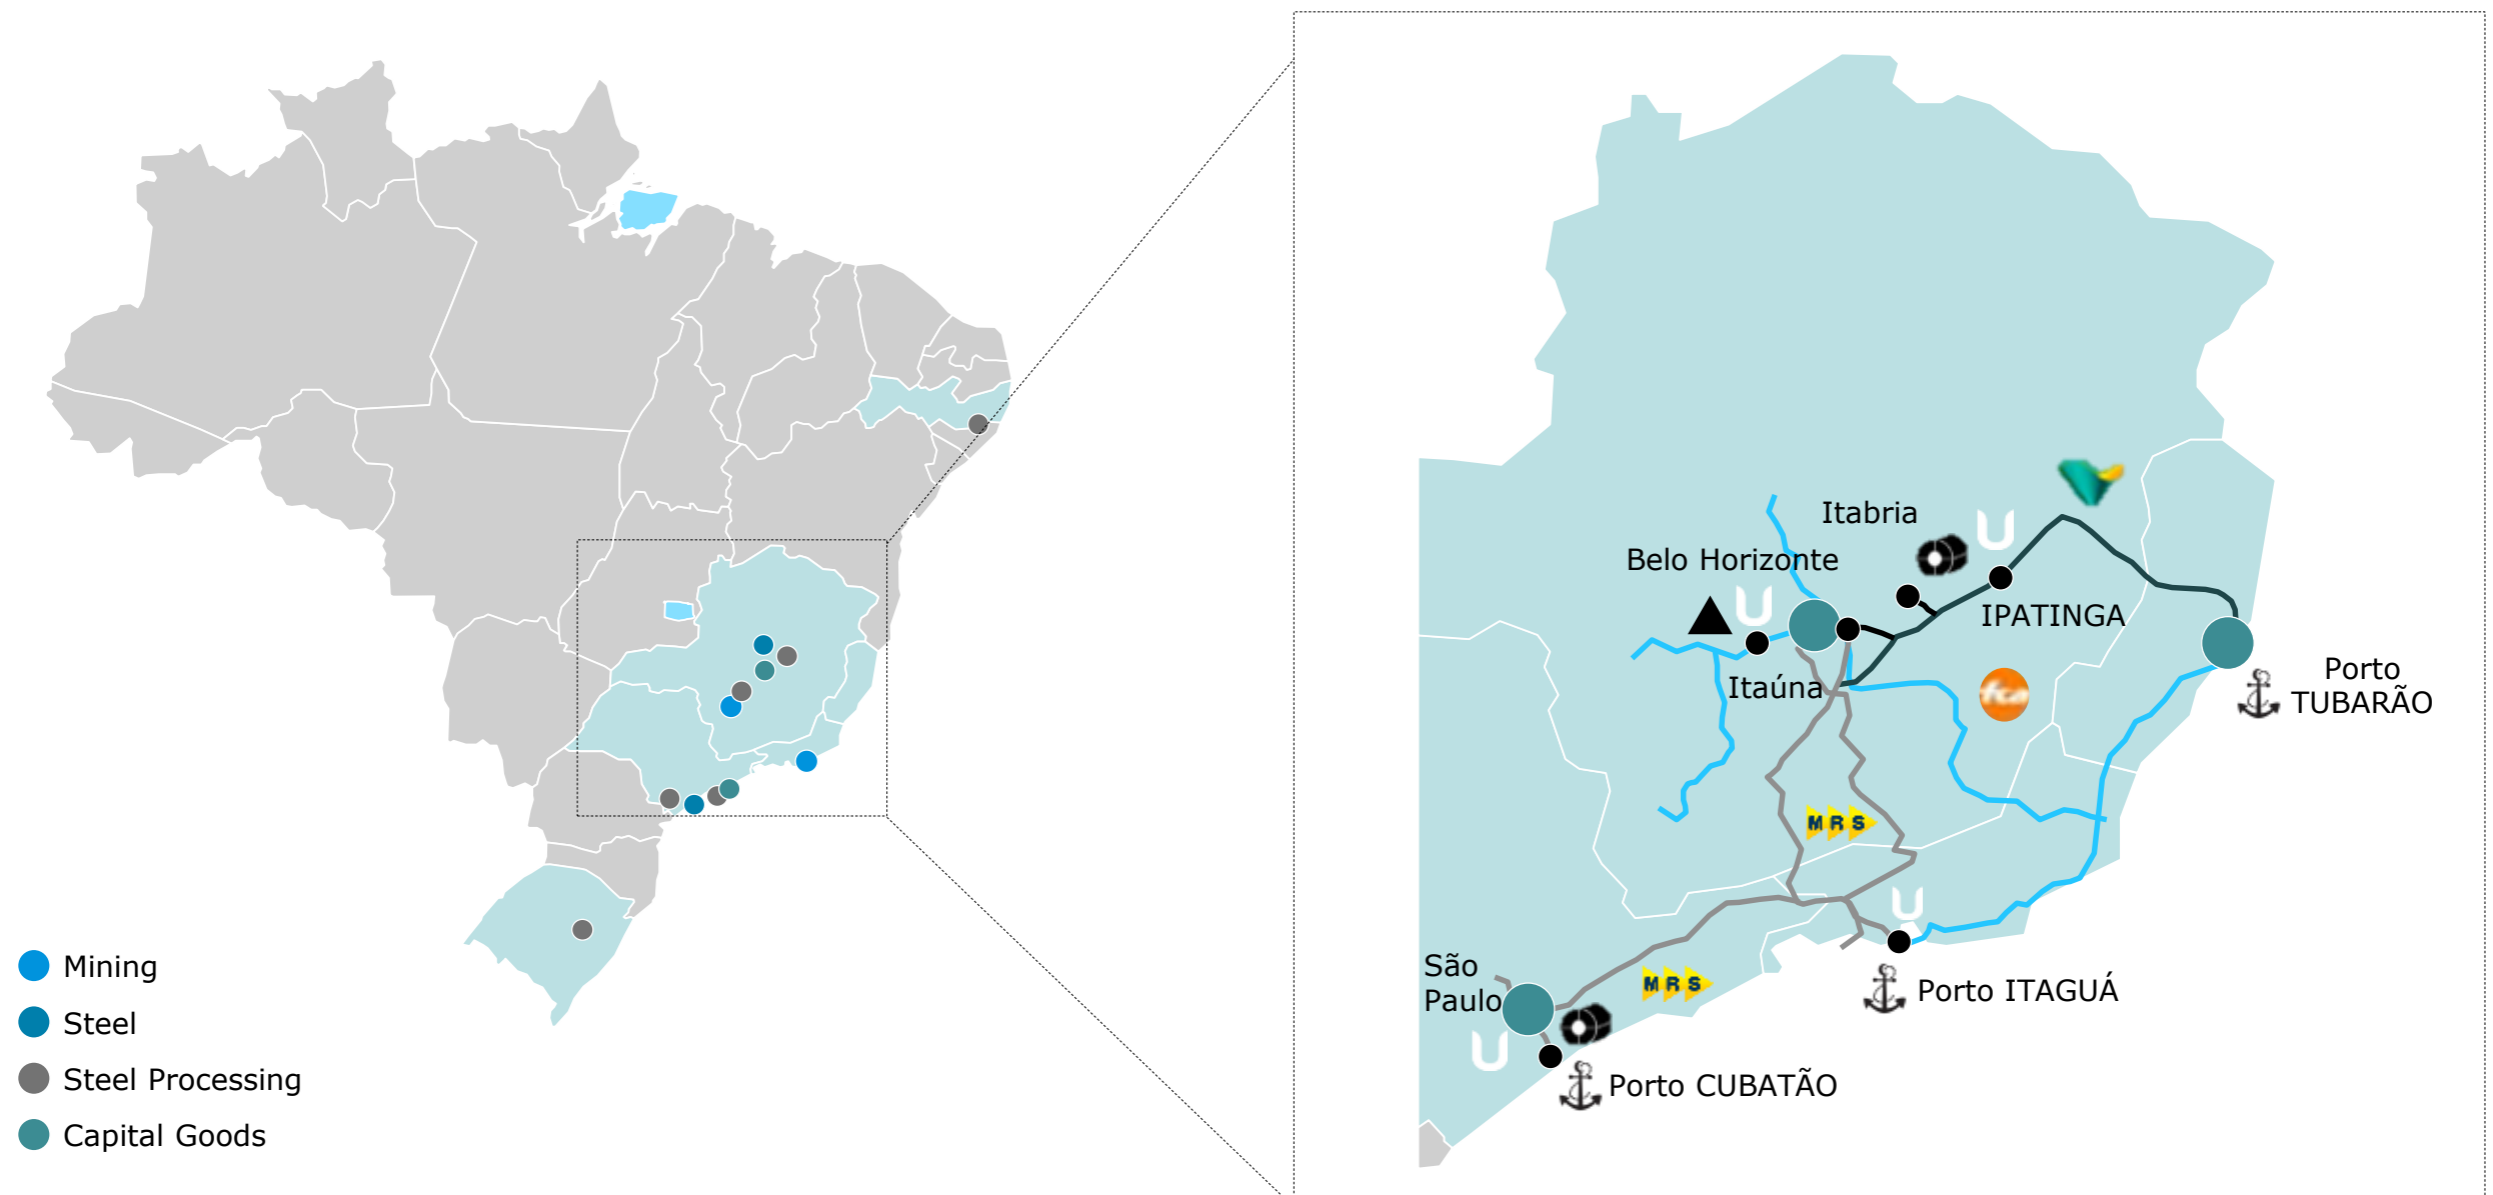 Mining
Steel
Steel Processing
Capital Goods
Itabria
Belo Horizonte
IPATINGA
Itaúna
Porto
TUBARÃO
MRS
São
Paulo
MRS
Porto ITAGUÁ
Porto CUBATÃO
U
U
U
U